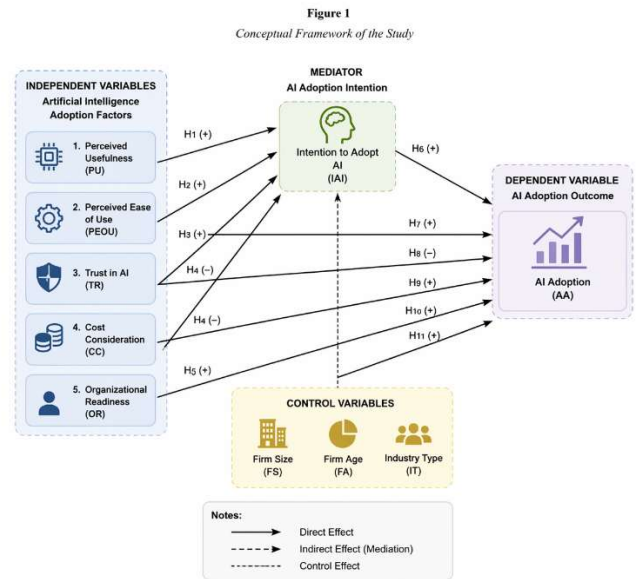 Figure 1
Conceptual Framework of the Study
INDEPENDENT VARIABLES
Artificial Intelligence
Adoption Factors
1. Perceived
Usefulness
(PU)
2. Perceived Ease
of Use
(PEOU)
3. Trust in AI
(TR)
4. Cost
Consideration
(CC)
5. Organizational
Readiness
(OR)
MEDIATOR
AI Adoption Intention
Intention to Adopt
AI
(IAI)
H1 (+)
H2 (+)
H3 (+)
H4 (–)
H4 (–)
H5 (+)
H6 (+)
H7 (+)
H8 (–)
H9 (+)
H10 (+)
H11 (+)
DEPENDENT VARIABLE
AI Adoption Outcome
AI Adoption
(AA)
CONTROL VARIABLES
Firm Size
(FS)
Firm Age
(FA)
Industry Type
(IT)
Notes:
Direct Effect
Indirect Effect (Mediation)
Control Effect